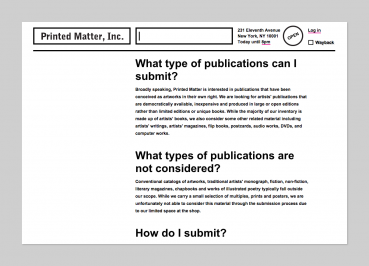 Printed Matter, Inc.
231 Eleventh Avenue
New York, NY 10001
Today until 6pm
OPEN
Log in
Wayback
What type of publications can I
submit?
Broadly speaking, Printed Matter is interested in publications that have been
conceived as artworks in their own right. We are looking for artists' publications that
are democratically available, inexpensive and produced in large or open editions
rather than limited editions or unique books. While the majority of our inventory is
made up of artists' books, we also consider some other related material including
artists' writings, artists' magazines, flip books, postcards, audio works, DVDs, and
computer works.
What types of publications are
not considered?
Conventional catalogs of artworks, traditional artists' monograph, fiction, non-fiction,
literary magazines, chapbooks and works of illustrated poetry typically fall outside
our scope. While we carry a small selection of multiples, prints and posters, we are
unfortunately not able to consider this material through the submission process due
to our limited space at the shop.
How do I submit?